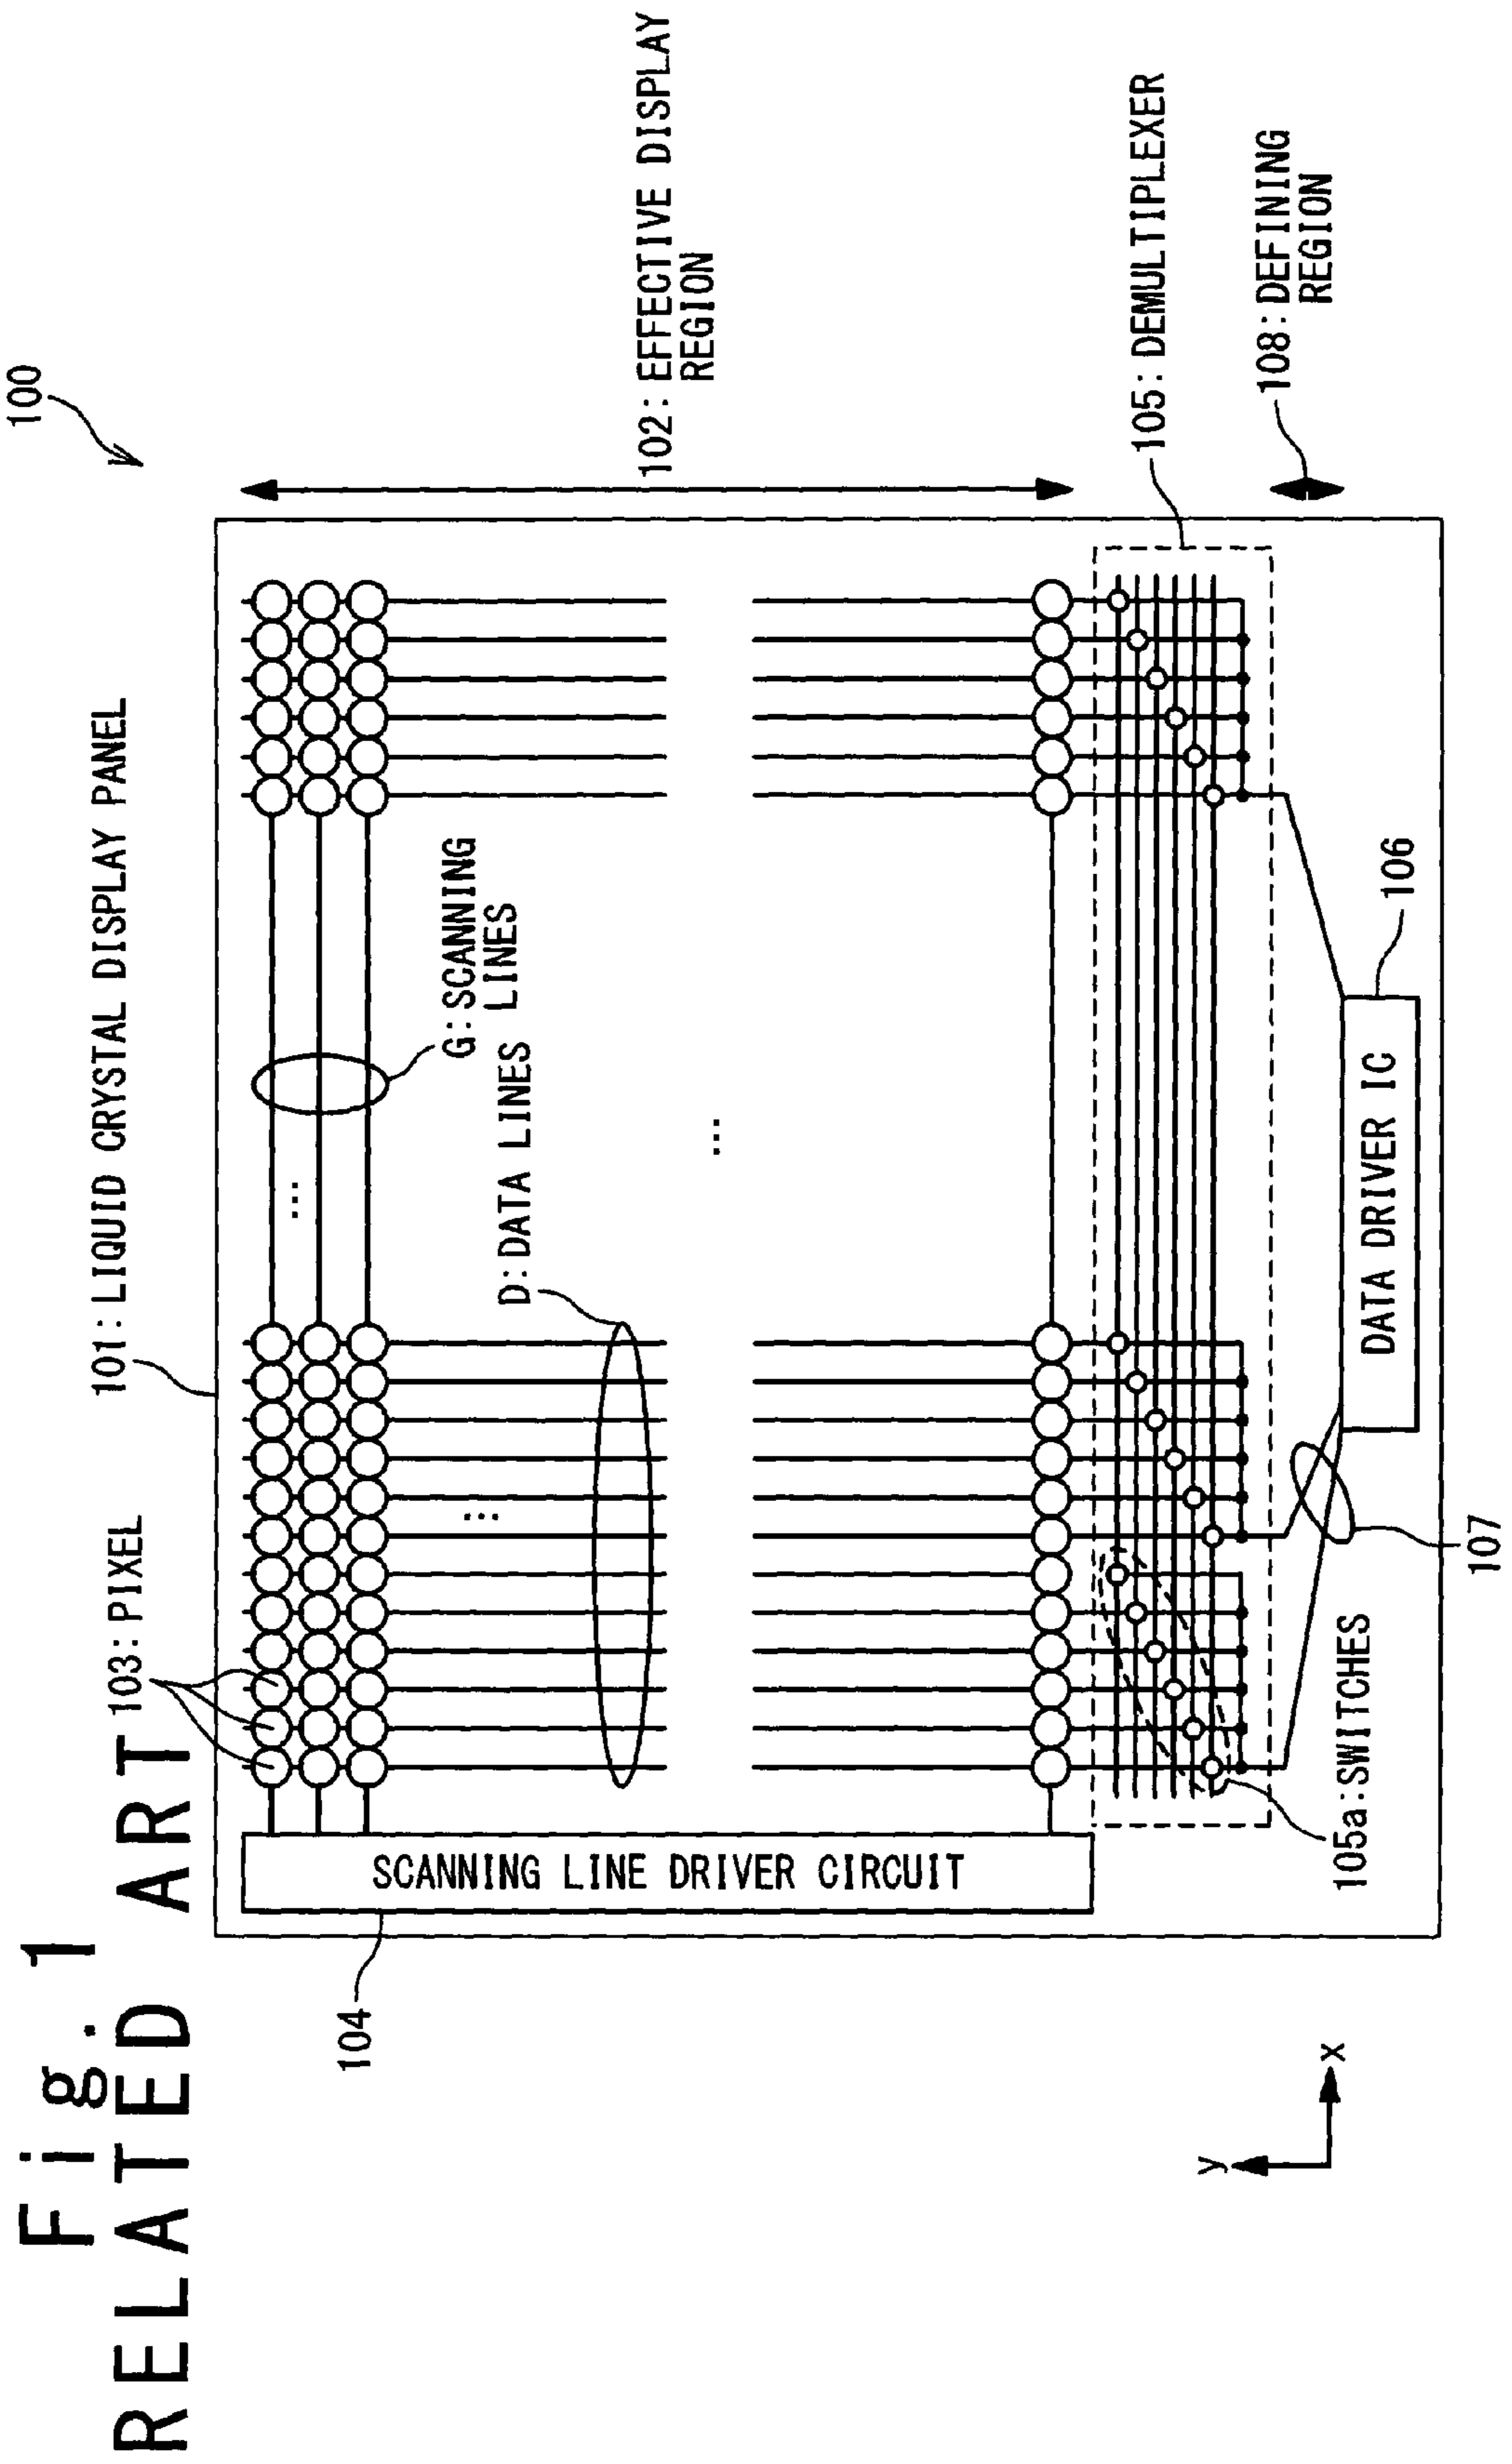 Fig. 1
RELATED ART
100
101:LIQUID CRYSTAL DISPLAY PANEL
103:PIXEL
102:EFFECTIVE DISPLAY
REGION
G:SCANNING
LINES
D:DATA LINES
...
...
...
SCANNING LINE DRIVER CIRCUIT
104
105:DEMULTIPLEXER
108:DEFINING
REGION
105a:SWITCHES
DATA DRIVER IC
106
107
y
x